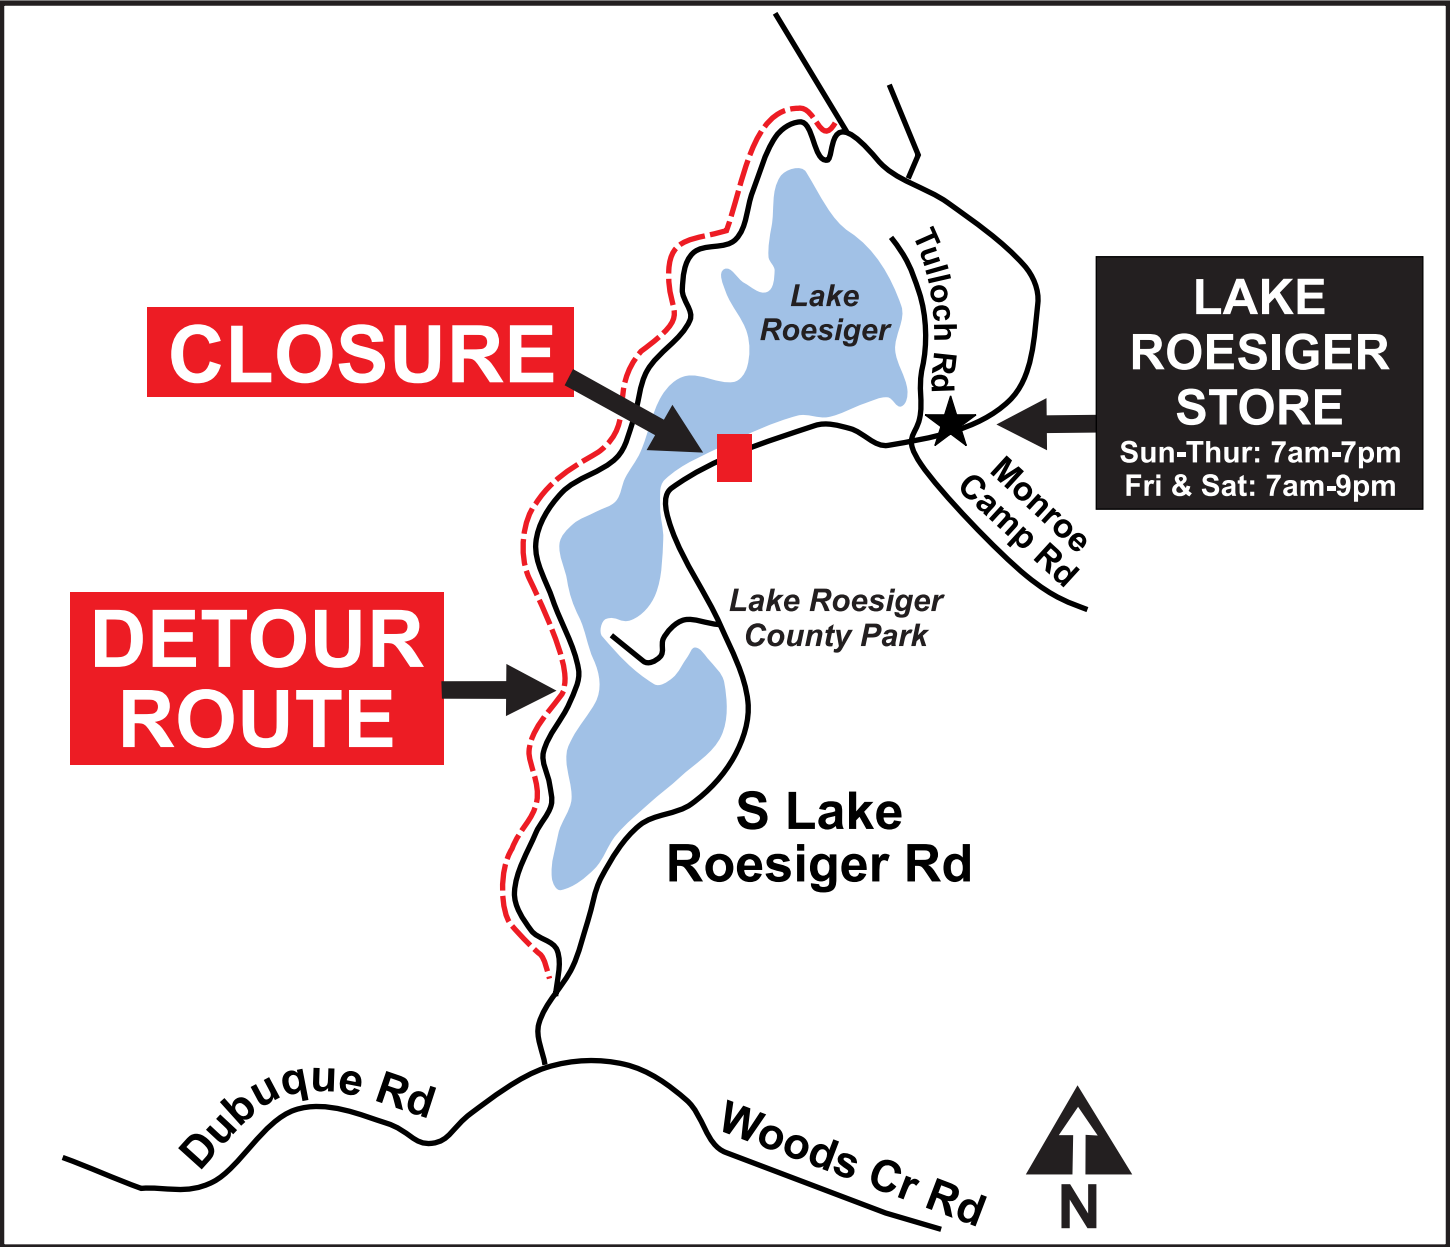 Tulloch Rd
LAKE
ROESIGER
STORE
Sun-Thur: 7am-7pm
Fri & Sat: 7am-9pm
Lake
Roesiger
CLOSURE
Monroe
Camp Rd
DETOUR
ROUTE
Lake Roesiger
County Park
S Lake
Roesiger Rd
Dubuque Rd
Woods Cr Rd
N